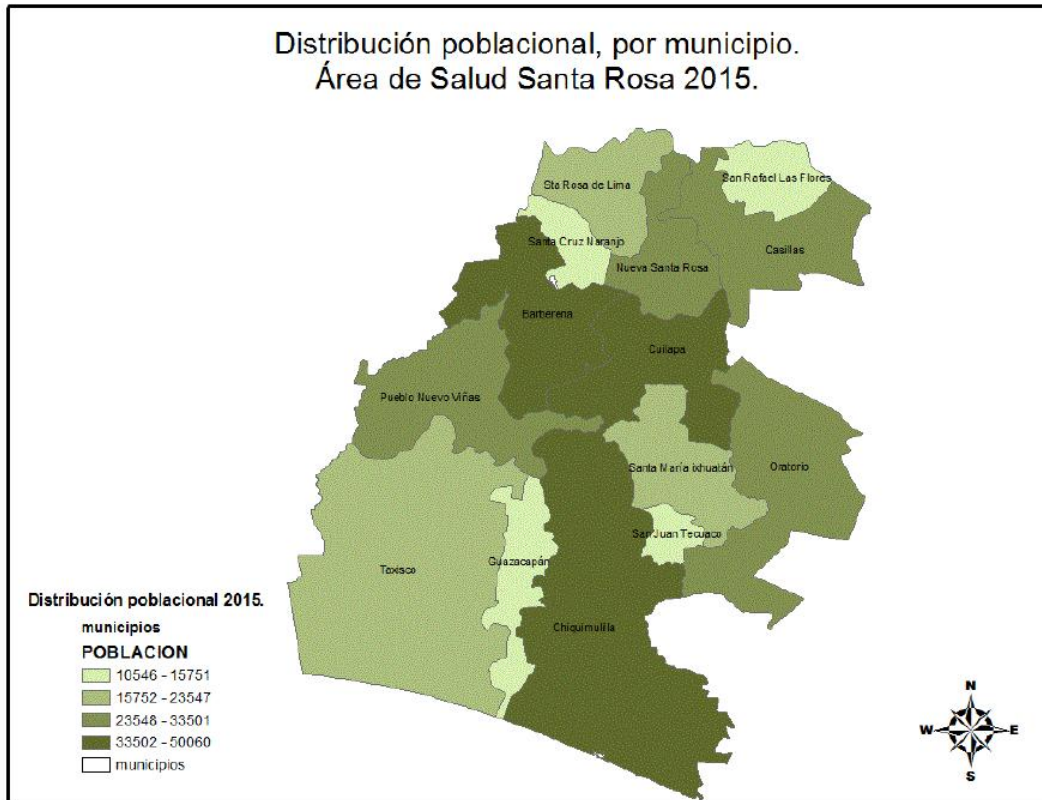 Distribución poblacional, por municipio.
Área de Salud Santa Rosa 2015.
San Rafael Las Flores
Sta Rosa de Lima
Santa Cruz Naranjo
Casillas
Nueva Santa Rosa
Barberena
Cuilapa
Pueblo Nuevo Viñas
Santa María ixhuatán
Oratorio
San Juan Tecuaco
Guazacapán
Taxisco
Chiquimulilla
Distribución poblacional 2015.
municipios
POBLACION
10546 - 15751
15752 - 23547
23548 - 33501
33502 - 50060
municipios
N
W
E
S